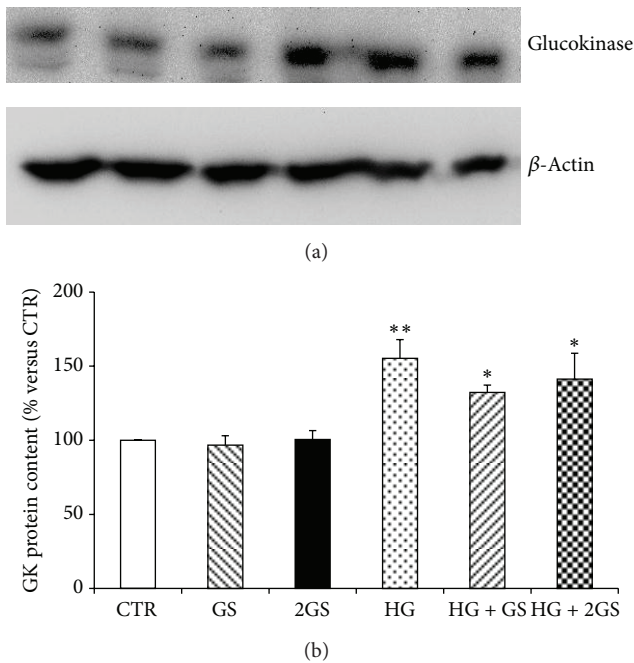 Glucokinase
β-Actin
(a)
GK protein content (% versus CTR)
200
150
100
50
0
**
*
*
CTR GS 2GS HG HG + GS HG + 2GS
(b)